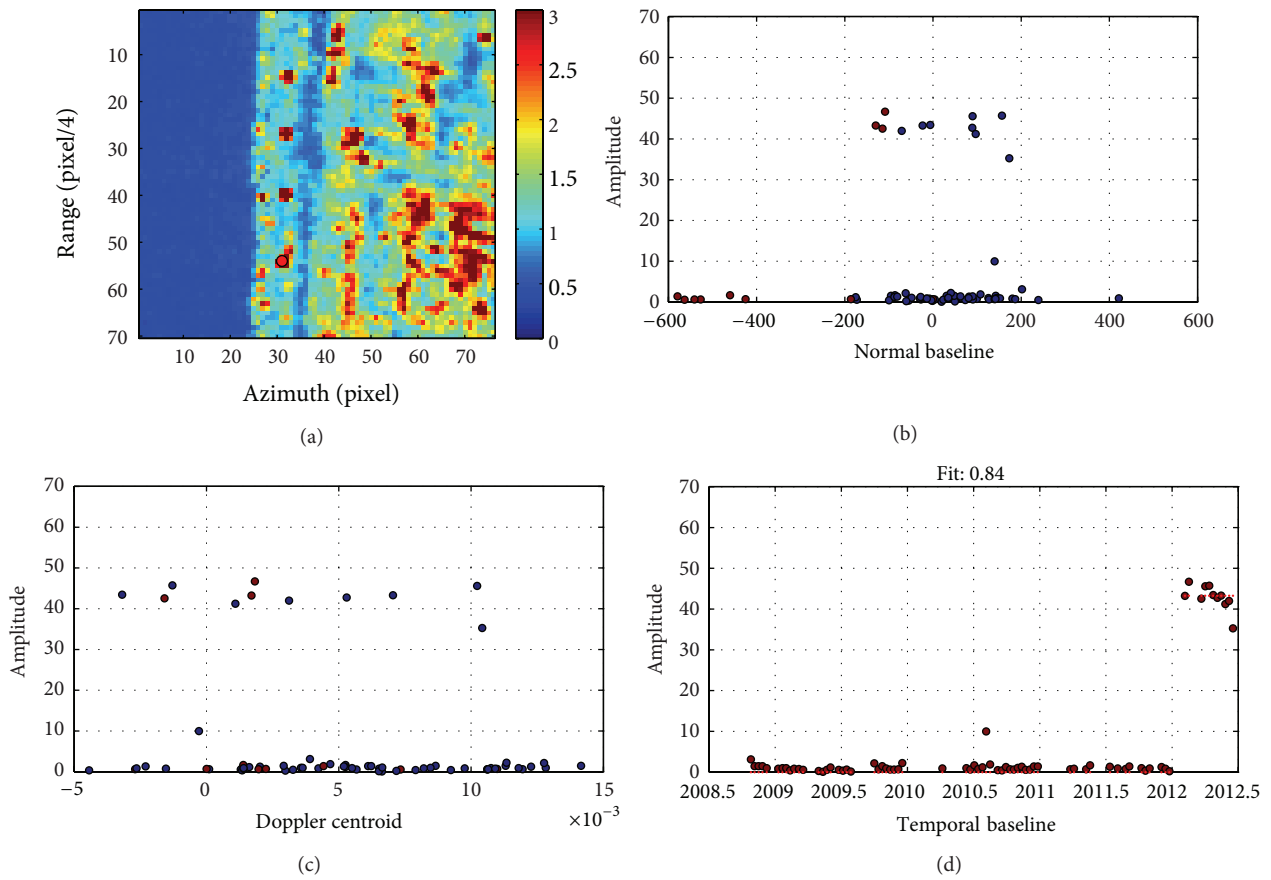 3
2.5
2
1.5
1
0.5
0
10
20
30
40
50
60
70
10 20 30 40 50 60 70
Range (pixel/4)
Azimuth (pixel)
(a)
70
60
50
40
30
20
10
0
−600 −400 −200 0 200 400 600
Amplitude
Normal baseline
(b)
70
60
50
40
30
20
10
0
−5 0 5 10 15
×10−3
Amplitude
Doppler centroid
(c)
Fit: 0.84
70
60
50
40
30
20
10
0
2008.5 2009 2009.5 2010 2010.5 2011 2011.5 2012 2012.5
Amplitude
Temporal baseline
(d)